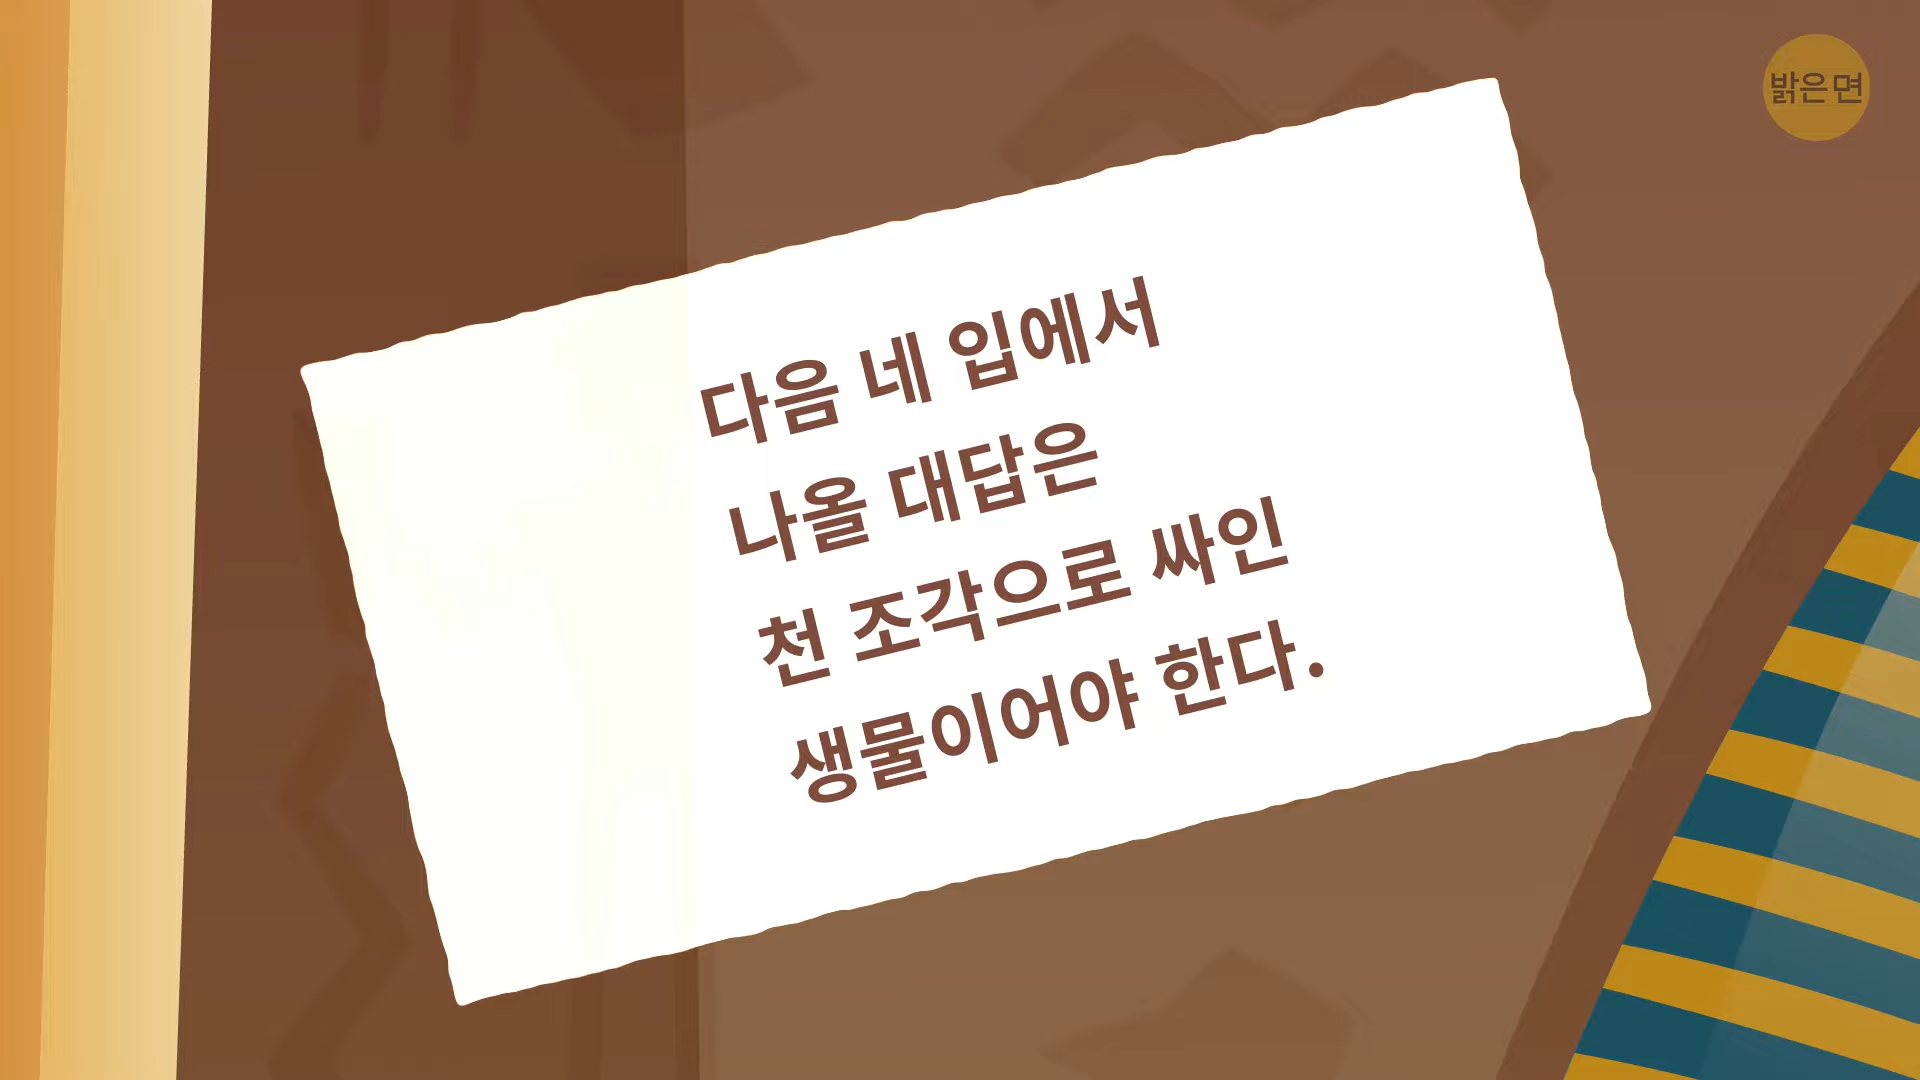 밝은면
다음 네 입에서
나올 대답은
천 조각으로 싸인
생물이어야 한다.